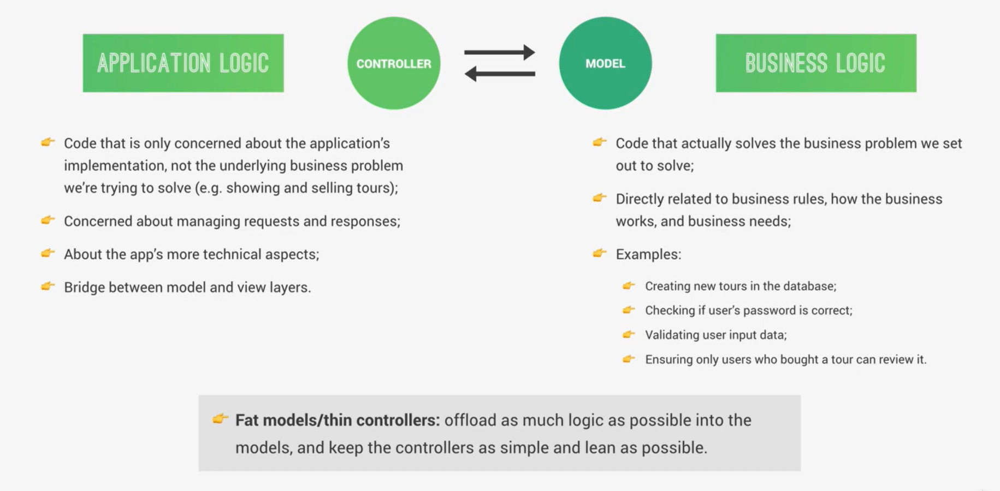 APPLICATION LOGIC
CONTROLLER
MODEL
BUSINESS LOGIC
Code that is only concerned about the application’s
implementation, not the underlying business problem
we’re trying to solve (e.g. showing and selling tours);
Concerned about managing requests and responses;
About the app’s more technical aspects;
Bridge between model and view layers.
Code that actually solves the business problem we set
out to solve;
Directly related to business rules, how the business
works, and business needs;
Examples:
Creating new tours in the database;
Checking if user’s password is correct;
Validating user input data;
Ensuring only users who bought a tour can review it.
Fat models/thin controllers: offload as much logic as possible into the
models, and keep the controllers as simple and lean as possible.